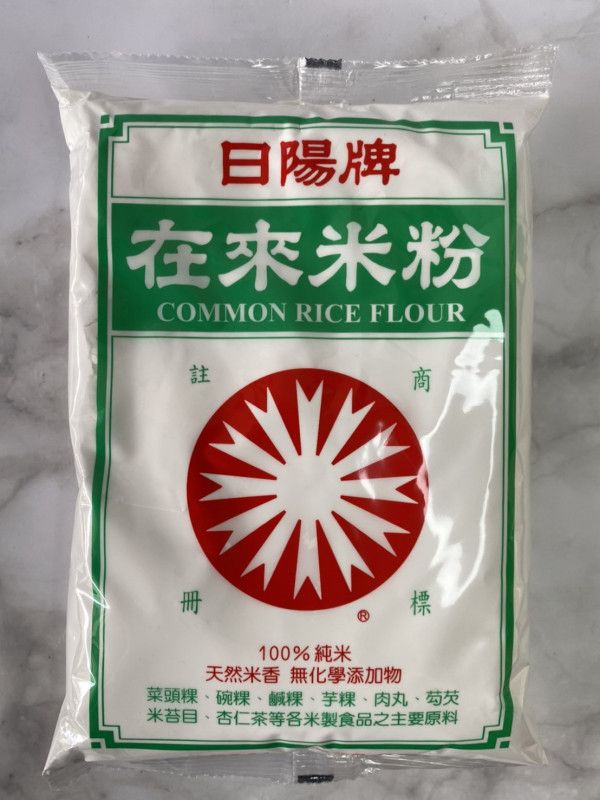 日陽牌
在來米粉
COMMON RICE FLOUR
註 商
冊 標
®
100%純米
天然米香 無化學添加物
菜頭粿、碗粿、鹹粿、芋粿、肉丸、芶芡
米苔目、杏仁茶等各米製食品之主要原料